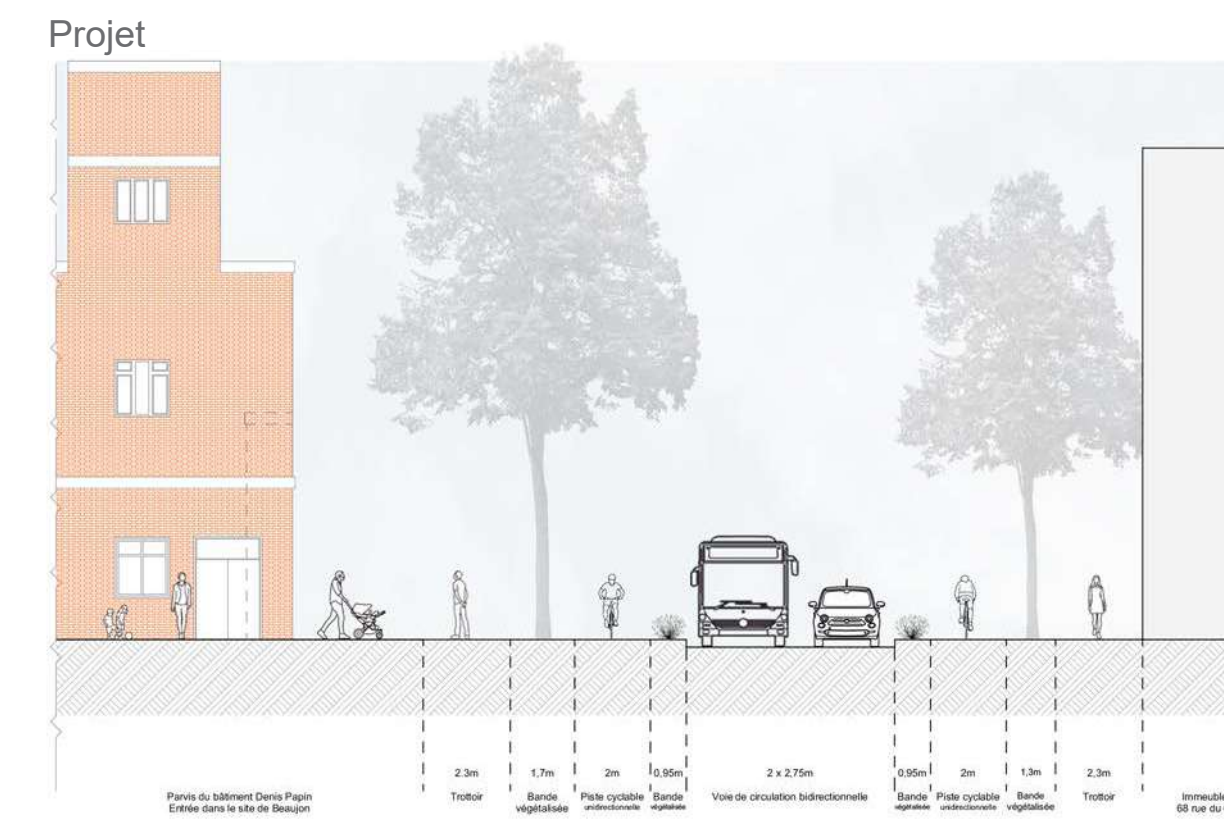 Projet
2.3m
1,7m
2m
0,95m
2 x 2,75m
0,95m
2m
1,3m
2,3m
Parvis du bâtiment Denis Papin
Entrée dans le site de Beaujon
Trottoir
Bande
végétalisée
Piste cyclable
unidirectionnelle
Bande
végétalisée
Voie de circulation bidirectionnelle
Bande
végétalisée
Piste cyclable
unidirectionnelle
Bande
végétalisée
Trottoir
Immeuble
68 rue du